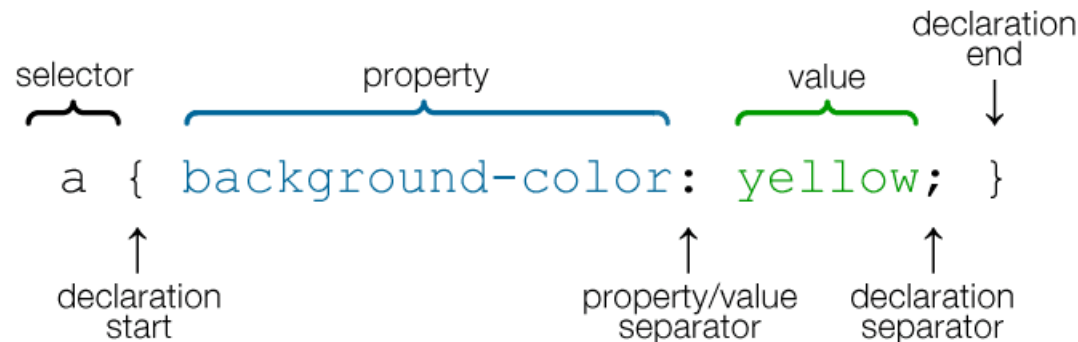 declaration
end
selector
property
value
a { background-color: yellow; }
declaration
start
property/value
separator
declaration
separator